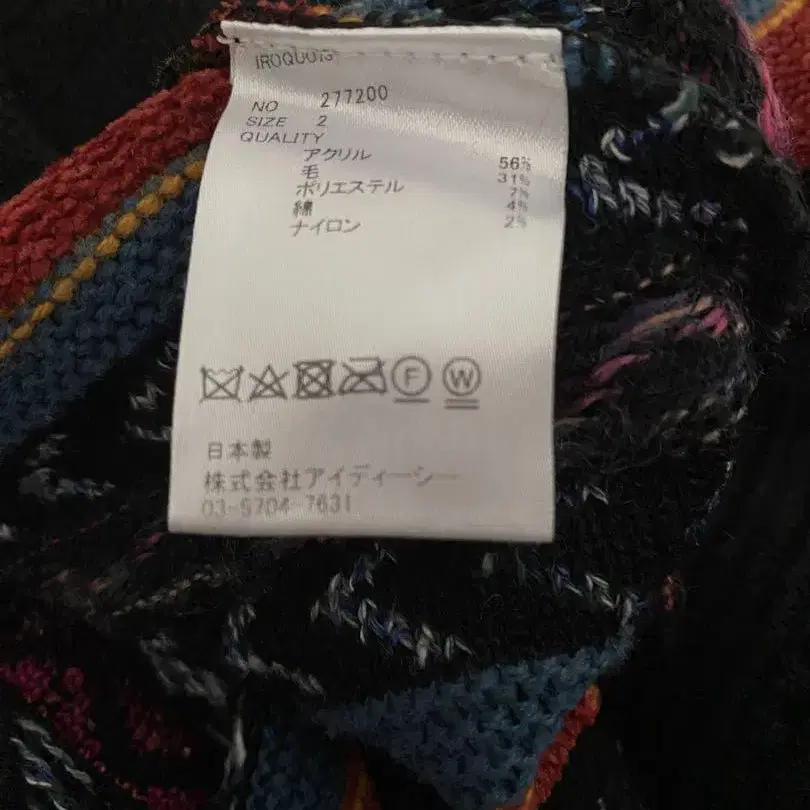 IROQUOIS
NO 277200
SIZE 2
QUALITY
アクリル 56%
毛 31%
ポリエステル 7%
綿 4%
ナイロン 2%
F W
日本製
株式会社アイディーシー
03-5704-7631